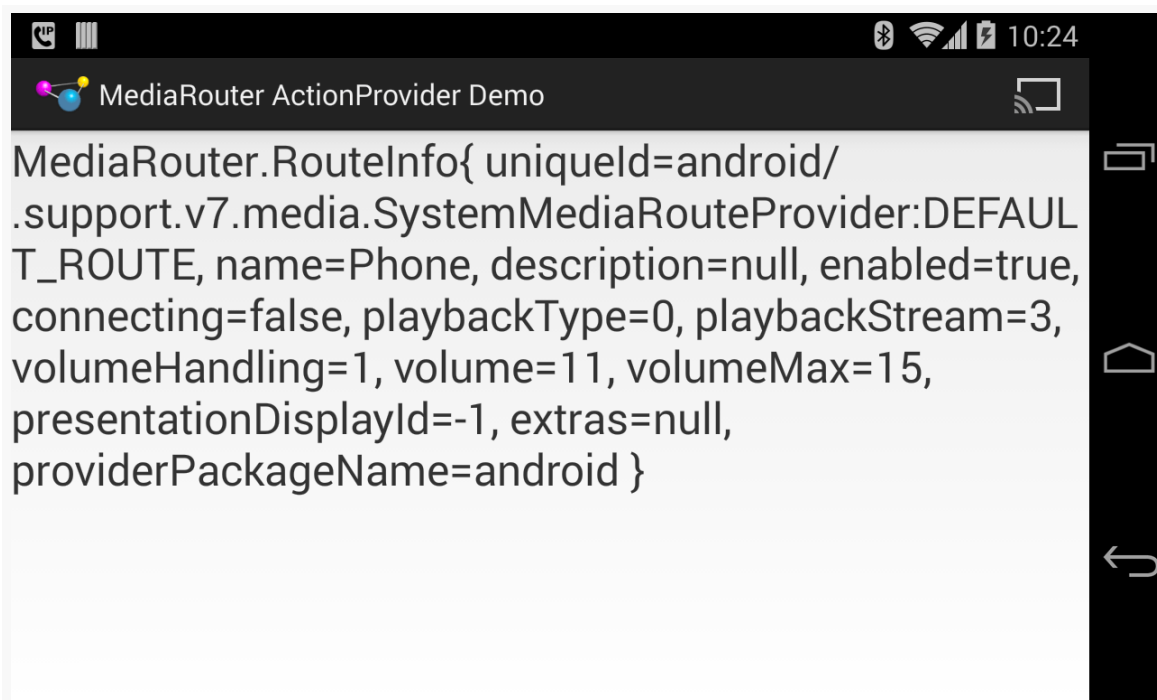 IP
10:24
MediaRouter ActionProvider Demo
MediaRouter.RouteInfo{ uniqueId=android/
.support.v7.media.SystemMediaRouteProvider:DEFAUL
T_ROUTE, name=Phone, description=null, enabled=true,
connecting=false, playbackType=0, playbackStream=3,
volumeHandling=1, volume=11, volumeMax=15,
presentationDisplayId=-1, extras=null,
providerPackageName=android }